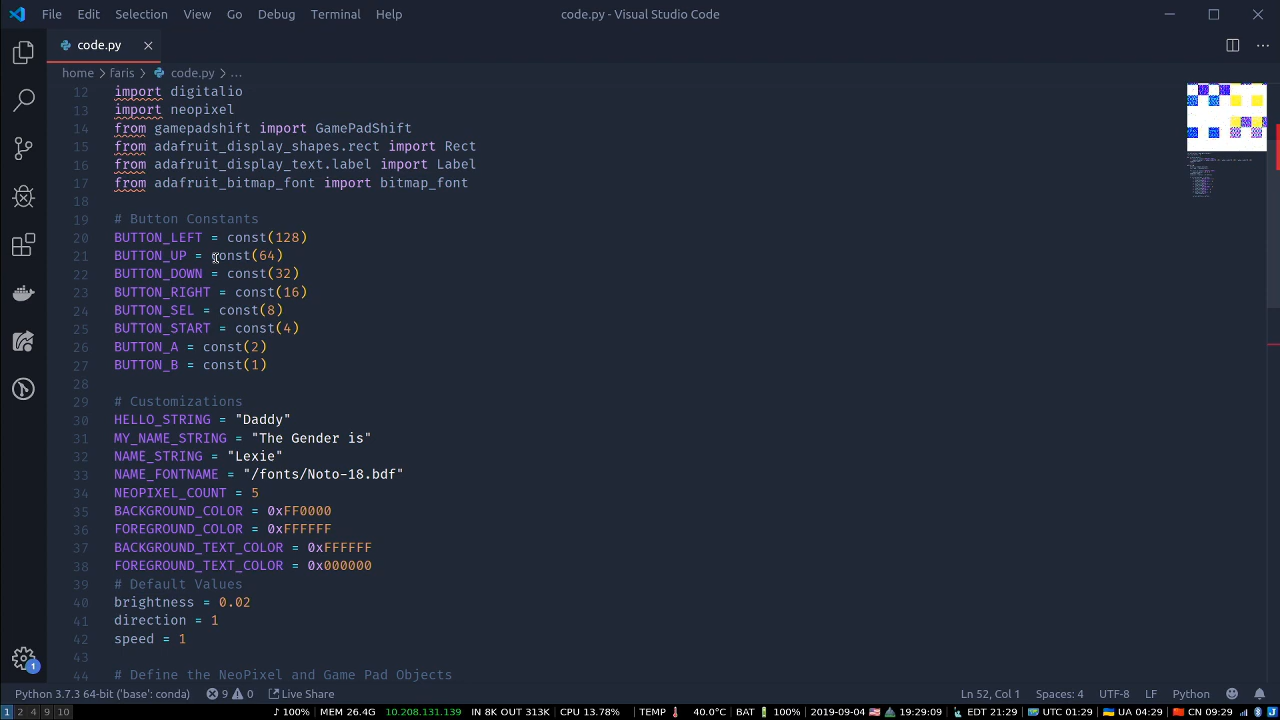 File Edit Selection View Go Debug Terminal Help code.py - Visual Studio Code
code.py
home > faris > code.py > ...
12 import digitalio
13 import neopixel
14 from gamepadshift import GamePadShift
15 from adafruit_display_shapes.rect import Rect
16 from adafruit_display_text.label import Label
17 from adafruit_bitmap_font import bitmap_font
18
19 # Button Constants
20 BUTTON_LEFT = const(128)
21 BUTTON_UP = const(64)
22 BUTTON_DOWN = const(32)
23 BUTTON_RIGHT = const(16)
24 BUTTON_SEL = const(8)
25 BUTTON_START = const(4)
26 BUTTON_A = const(2)
27 BUTTON_B = const(1)
28
29 # Customizations
30 HELLO_STRING = "Daddy"
31 MY_NAME_STRING = "The Gender is"
32 NAME_STRING = "Lexie"
33 NAME_FONTNAME = "/fonts/Noto-18.bdf"
34 NEOPIXEL_COUNT = 5
35 BACKGROUND_COLOR = 0xFF0000
36 FOREGROUND_COLOR = 0xFFFFFF
37 BACKGROUND_TEXT_COLOR = 0xFFFFFF
38 FOREGROUND_TEXT_COLOR = 0x000000
39 # Default Values
40 brightness = 0.02
41 direction = 1
42 speed = 1
43
44 # Define the NeoPixel and Game Pad Objects
1
Python 3.7.3 64-bit ('base': conda) 9 0 Live Share Ln 52, Col 1 Spaces: 4 UTF-8 LF Python
1 2 4 9 10 100% MEM 26.4G 10.208.131.139 192.5 IN 8K OUT 313K CPU 13.78% TEMP 40.0°C BAT 100% 2019-09-04 19:29:09 EDT 21:29 UTC 01:29 UA 04:29 CN 09:29